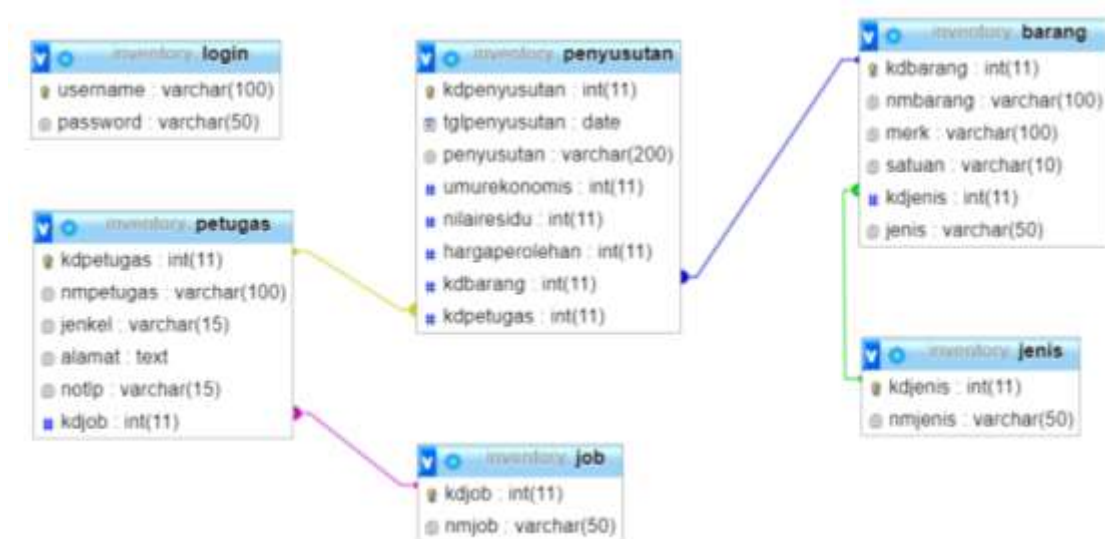 inventory login
username : varchar(100)
password : varchar(50)
inventory petugas
kdpetugas : int(11)
nmpetugas : varchar(100)
jenkel : varchar(15)
alamat : text
notlp : varchar(15)
kdjob : int(11)
inventory penyusutan
kdpenyusutan : int(11)
tglpenyusutan : date
penyusutan : varchar(200)
umurekonomis : int(11)
nilairesidu : int(11)
hargaperolehan : int(11)
kdbarang : int(11)
kdpetugas : int(11)
inventory job
kdjob : int(11)
nmjob : varchar(50)
inventory barang
kdbarang : int(11)
nmbarang : varchar(100)
merk : varchar(100)
satuan : varchar(10)
kdjenis : int(11)
jenis : varchar(50)
inventory jenis
kdjenis : int(11)
nmjenis : varchar(50)